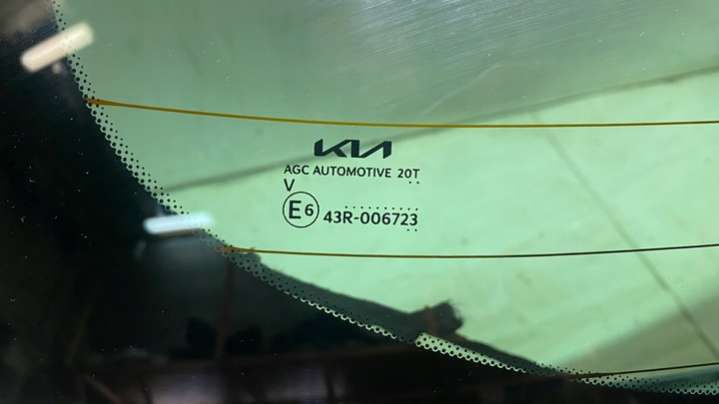 KIA
AGC AUTOMOTIVE 20T
V
E6 43R-006723